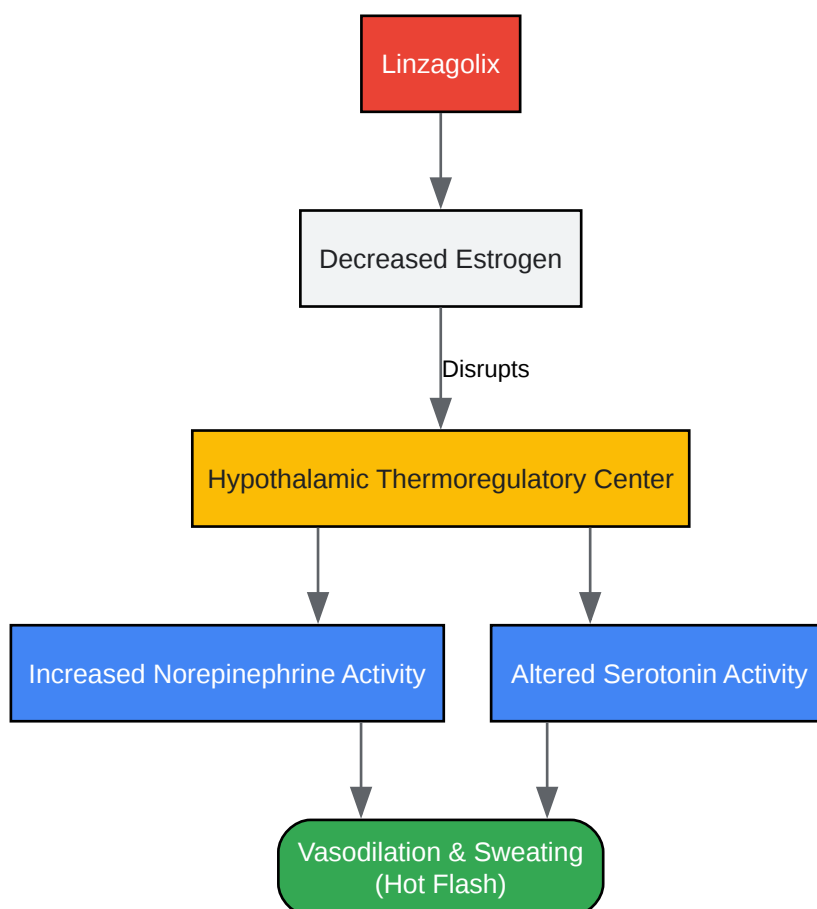 Linzagolix
Decreased Estrogen
Disrupts
Hypothalamic Thermoregulatory Center
Increased Norepinephrine Activity
Altered Serotonin Activity
Vasodilation & Sweating
(Hot Flash)